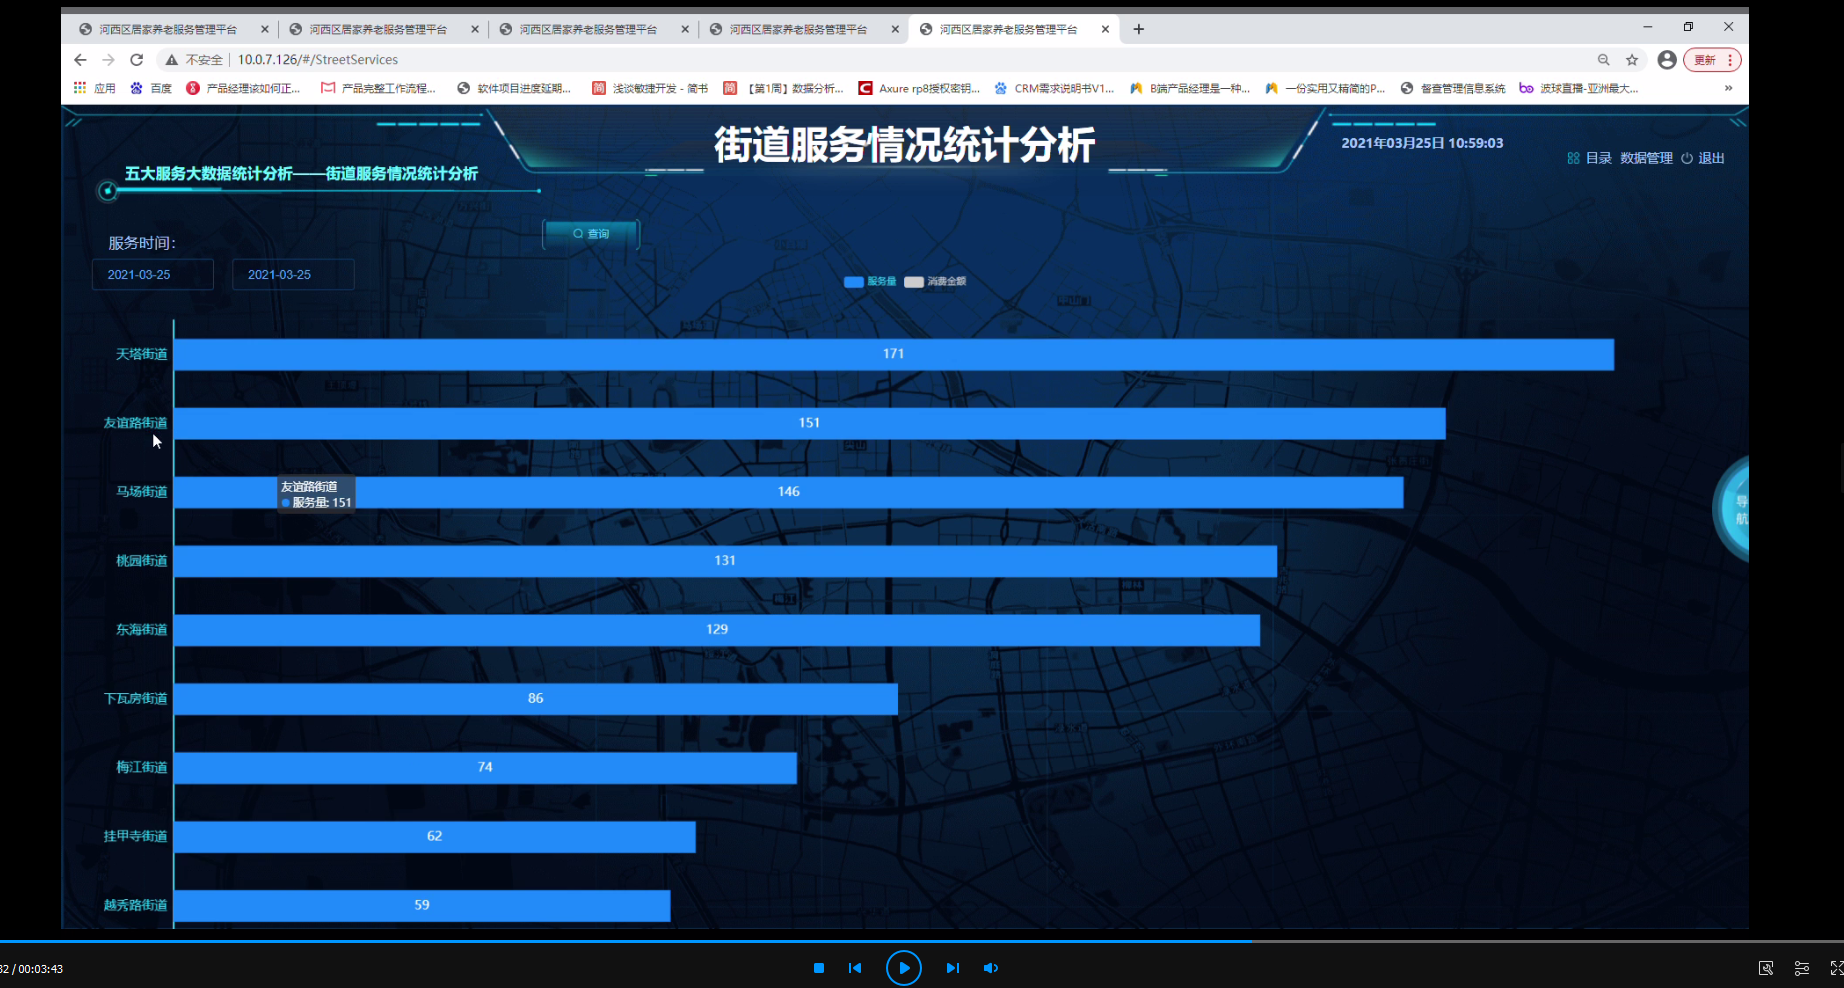 河西区居家养老服务管理平台
河西区居家养老服务管理平台
河西区居家养老服务管理平台
河西区居家养老服务管理平台
河西区居家养老服务管理平台
不安全 10.0.7.126/#/StreetServices
更新
应用
百度
产品经理该如何正...
产品完整工作流程...
软件项目进度延期...
浅谈敏捷开发 - 简书
【第1周】数据分析...
Axure rp8授权密钥...
CRM需求说明书V1...
B端产品经理是一种...
一份实用又精简的P...
督查管理信息系统
波球直播-亚洲最大...
街道服务情况统计分析
2021年03月25日 10:59:03
目录 数据管理 退出
五大服务大数据统计分析——街道服务情况统计分析
查询
服务时间:
2021-03-25
2021-03-25
服务量 消费金额
天塔街道 171
友谊路街道 151
马场街道 146
友谊路街道
服务量: 151
导航
桃园街道 131
东海街道 129
下瓦房街道 86
梅江街道 74
挂甲寺街道 62
越秀路街道 59
32 / 00:03:43